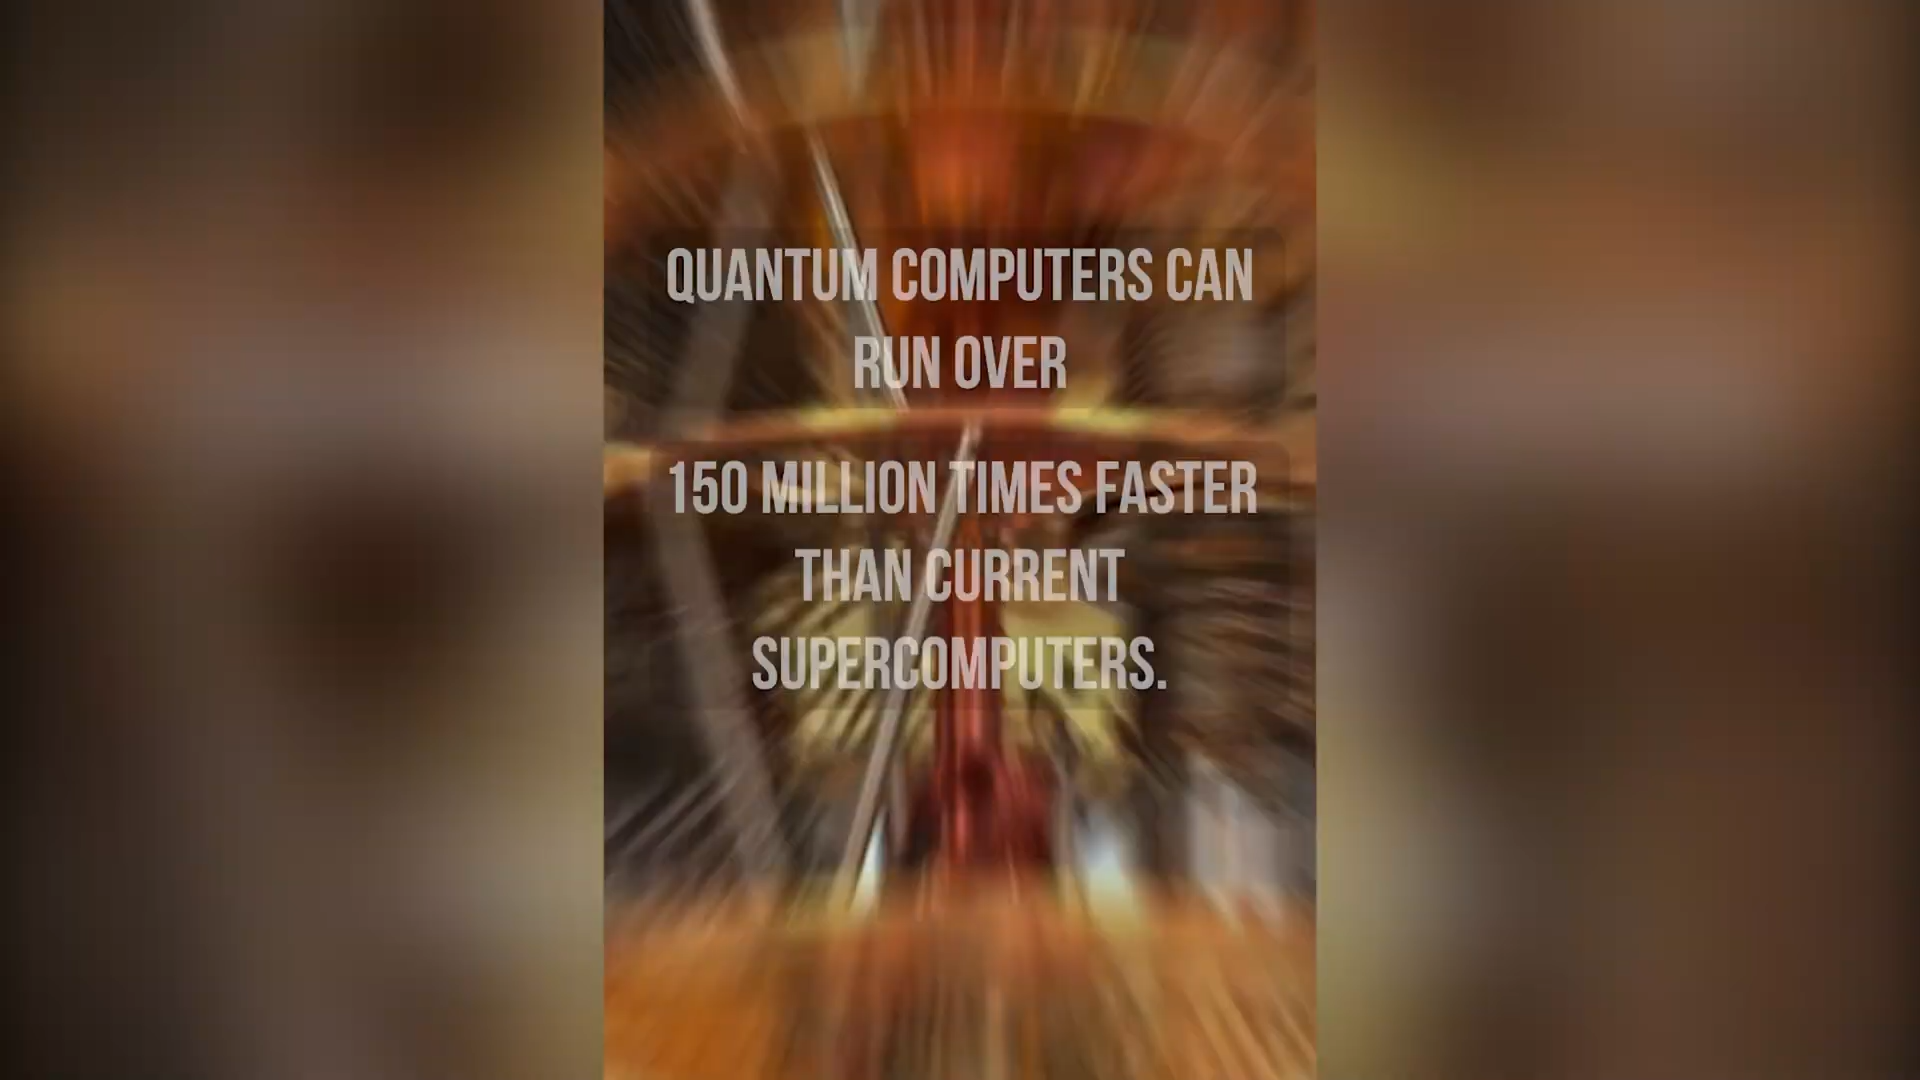 QUANTUM COMPUTERS CAN
RUN OVER
150 MILLION TIMES FASTER
THAN CURRENT
SUPERCOMPUTERS.